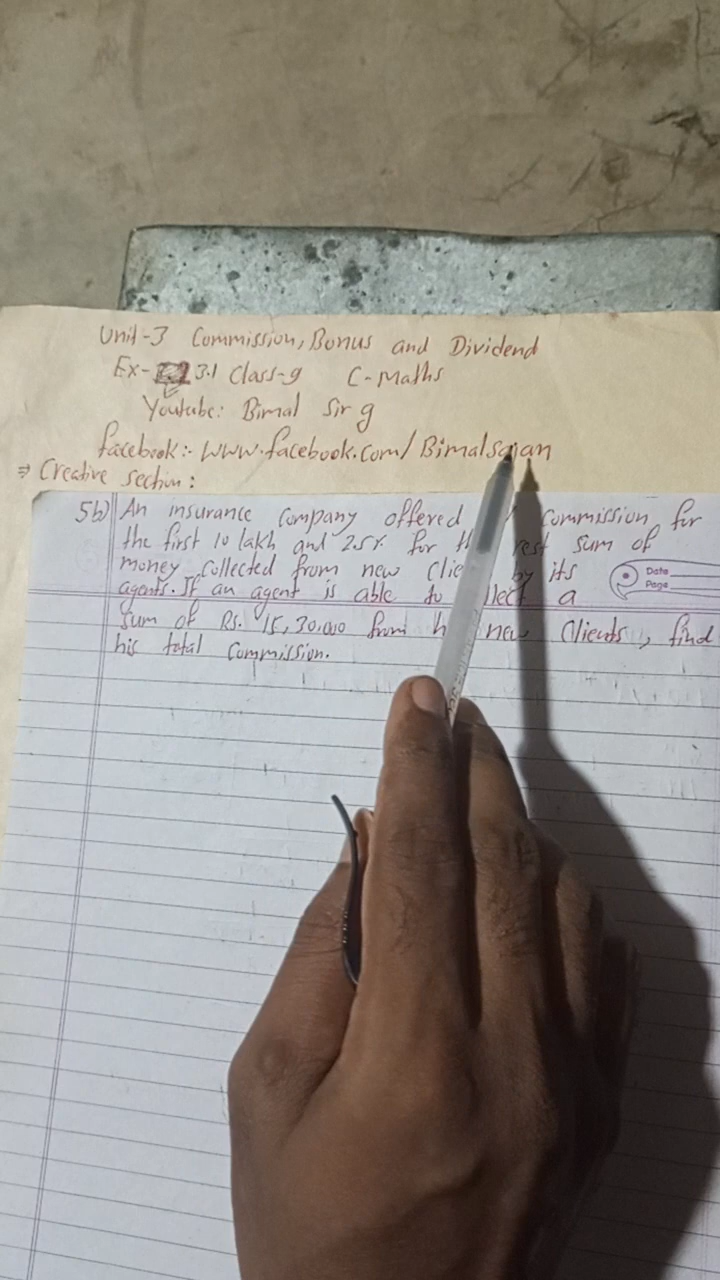 Unit-3 Commission, Bonus and Dividend
Ex- 3.1 Class-9 C-Maths
Youtube: Bimal Sir g
facebook:- www.facebook.com/Bimalsajan
⇒ Creative section:
5b) An insurance company offered commission for
the first 10 lakh and 25% for rest sum of
money collected from new by its
agents. If an agent is able to a
sum of Rs. 15,30,000 from new clients, find
his total commission.
Date
Page